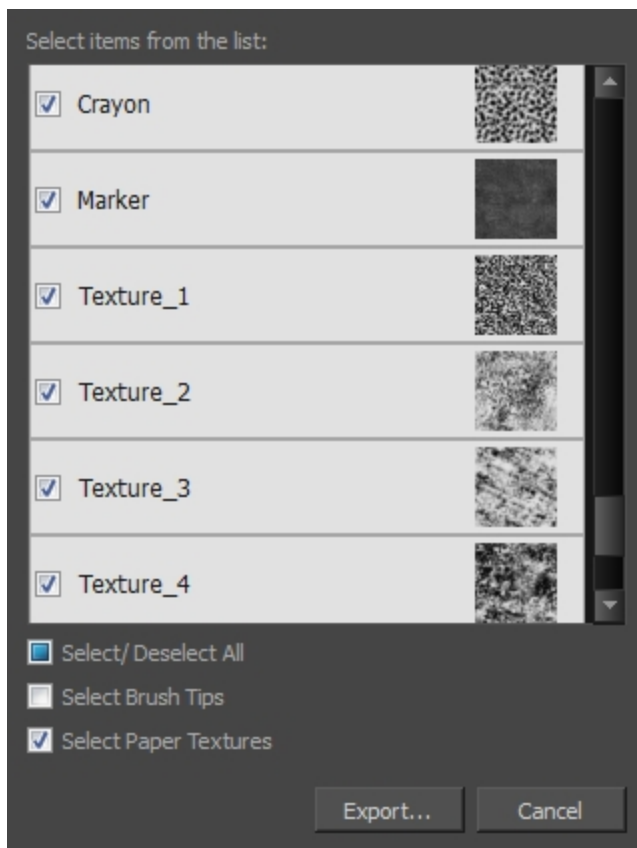 Select items from the list:
Crayon
Marker
Texture_1
Texture_2
Texture_3
Texture_4
Select/ Deselect All
Select Brush Tips
Select Paper Textures
Export... Cancel